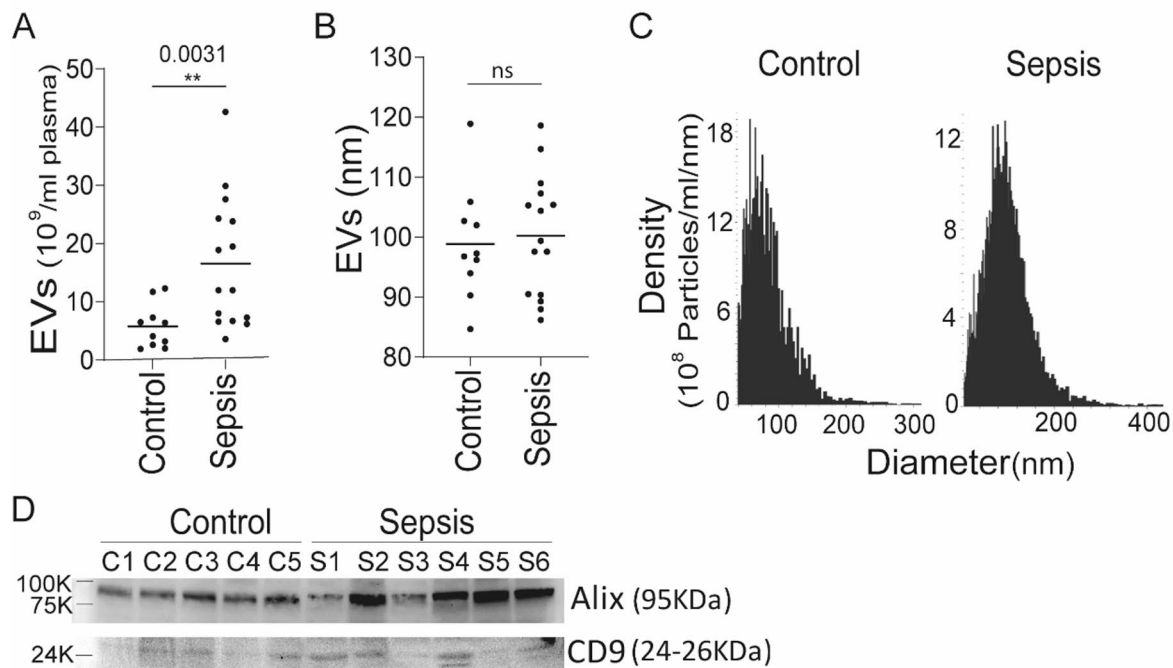 A
0.0031
**
EVs (10⁹/ml plasma)
50
40
30
20
10
0
Control
Sepsis
B
ns
EVs (nm)
130
120
110
100
90
80
Control
Sepsis
C
Control
Sepsis
Density
(10⁸ Particles/ml/nm)
18
12
6
0
100
200
300
12
8
4
0
200
400
Diameter(nm)
D
Control
Sepsis
C1 C2 C3 C4 C5 S1 S2 S3 S4 S5 S6
100K
75K
Alix (95KDa)
24K
CD9 (24-26KDa)